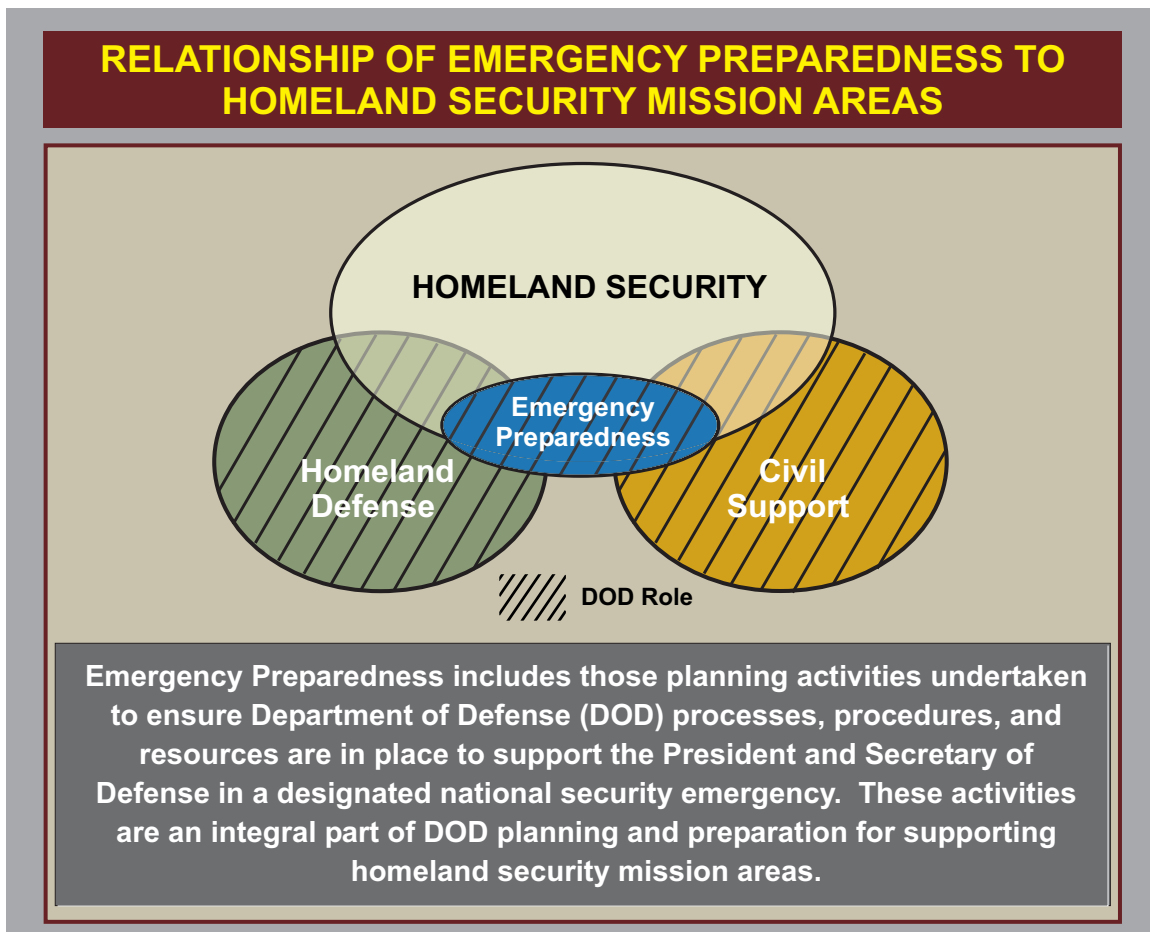 RELATIONSHIP OF EMERGENCY PREPAREDNESS TO
HOMELAND SECURITY MISSION AREAS
HOMELAND SECURITY
Emergency
Preparedness
Homeland
Defense
Civil
Support
DOD Role
Emergency Preparedness includes those planning activities undertaken
to ensure Department of Defense (DOD) processes, procedures, and
resources are in place to support the President and Secretary of
Defense in a designated national security emergency.  These activities
are an integral part of DOD planning and preparation for supporting
homeland security mission areas.